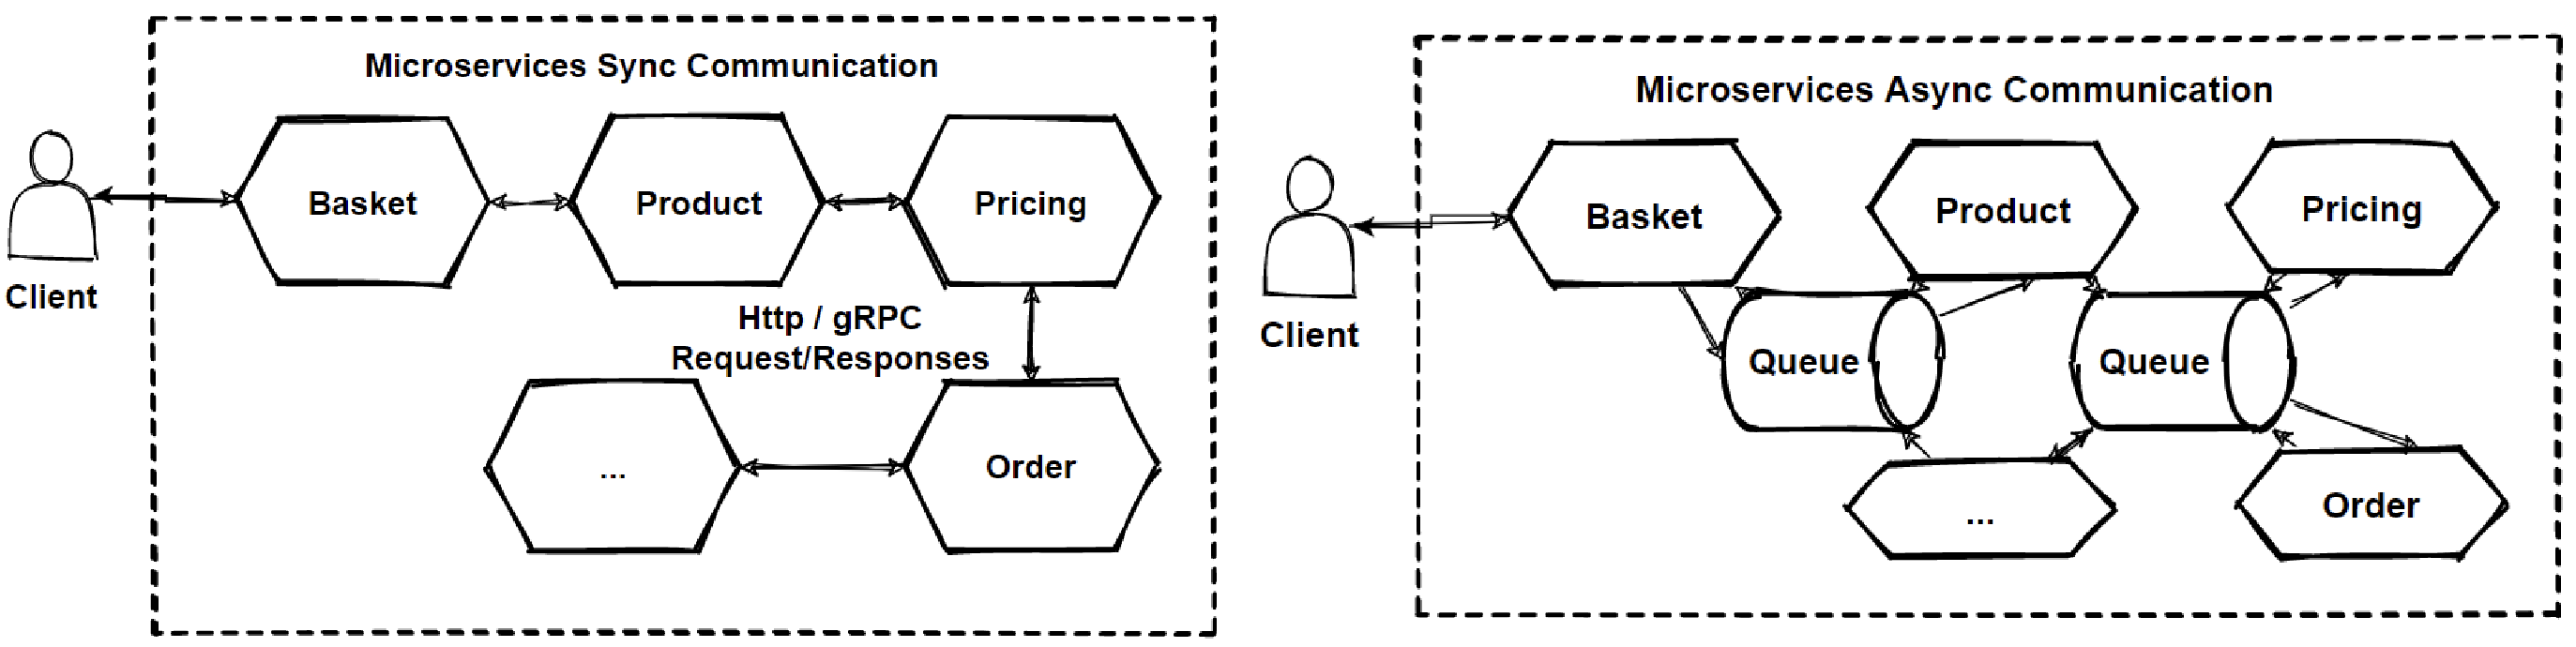 Microservices Sync Communication
Basket
Product
Pricing
Client
Http / gRPC
Request/Responses
...
Order
Microservices Async Communication
Basket
Product
Pricing
Client
Queue
Queue
...
Order